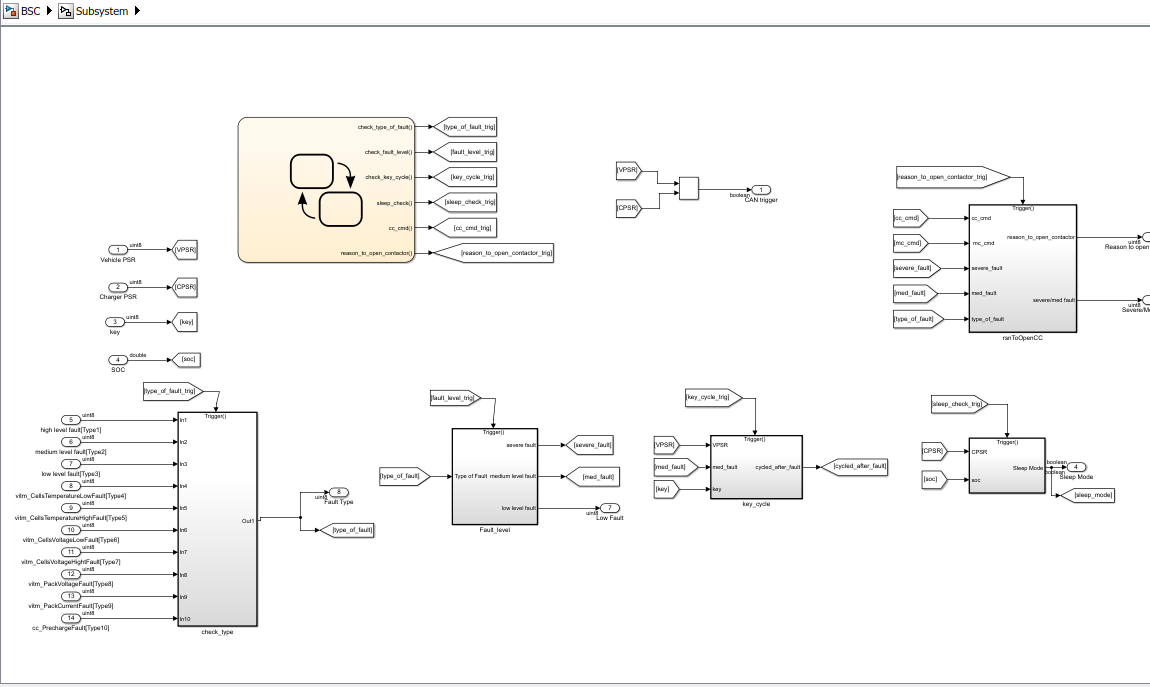 BSC
Subsystem
check_type_of_fault()
[type_of_fault_trig]
check_fault_level()
[fault_level_trig]
check_key_cycle()
[key_cycle_trig]
sleep_check()
[sleep_check_trig]
cc_cmd()
[cc_cmd_trig]
reason_to_open_contactor()
[reason_to_open_contactor_trig]
1
uint8
[VPSR]
Vehicle PSR
2
uint8
[CPSR]
Charger PSR
3
uint8
[key]
key
4
double
[soc]
SOC
[VPSR]
[CPSR]
boolean
1
CAN trigger
[reason_to_open_contactor_trig]
Trigger()
[cc_cmd]
cc_cmd
[mc_cmd]
mc_cmd
[severe_fault]
severe_fault
[med_fault]
med_fault
[type_of_fault]
type_of_fault
reason_to_open_contactor
uint8
Reason to open
severe/med fault
uint8
rsnToOpenCC
[type_of_fault_trig]
Trigger()
5
uint8
In1
high level fault[Type1]
6
uint8
In2
medium level fault[Type2]
7
uint8
In3
low level fault[Type3]
8
uint8
In4
vitm_CellsTemperatureLowFault[Type4]
9
uint8
In5
vitm_CellsTemperatureHighFault[Type5]
10
uint8
In6
vitm_CellsVoltageLowFault[Type6]
11
uint8
In7
vitm_CellsVoltageHightFault[Type7]
12
uint8
In8
vitm_PackVoltageFault[Type8]
13
uint8
In9
vitm_PackCurrentFault[Type9]
14
uint8
In10
cc_PrechargeFault[Type10]
Out1
check_type
uint8
8
Fault Type
[type_of_fault]
[fault_level_trig]
Trigger()
[type_of_fault]
Type of Fault
severe fault
[severe_fault]
medium level fault
[med_fault]
low level fault
uint8
7
Low Fault
Fault_level
[key_cycle_trig]
Trigger()
[VPSR]
VPSR
[med_fault]
med_fault
[key]
key
cycled_after_fault
[cycled_after_fault]
key_cycle
[sleep_check_trig]
Trigger()
[CPSR]
CPSR
[soc]
soc
Sleep Mode
boolean
boolean
4
Sleep Mode
[sleep_mode]